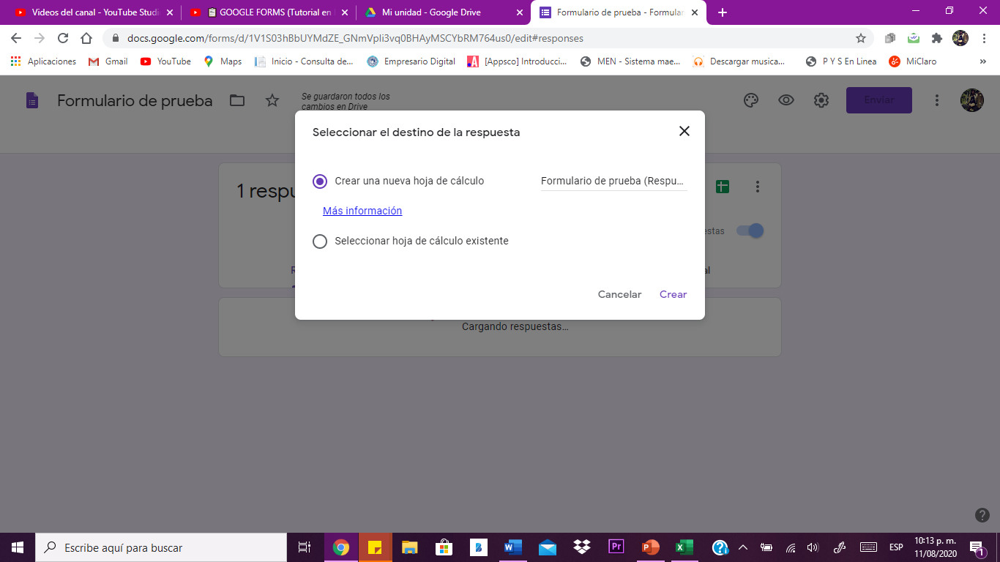 Videos del canal - YouTube Studi
GOOGLE FORMS (Tutorial en
Mi unidad - Google Drive
Formulario de prueba - Formular
docs.google.com/forms/d/1V1S03hBbUYMdZE_GNmVpIi3vq0BHAyMSCYbRM764us0/edit#responses
Aplicaciones
Gmail
YouTube
Maps
Inicio - Consulta de...
Empresario Digital
[Appsco] Introducci...
MEN - Sistema mae...
Descargar musica...
P Y S En Linea
MiClaro
»
Formulario de prueba
Se guardaron todos los
cambios en Drive
Enviar
Seleccionar el destino de la respuesta
1 respu
Crear una nueva hoja de cálculo
Formulario de prueba (Respu...
Más información
estas
Seleccionar hoja de cálculo existente
R
al
Cancelar
Crear
Cargando respuestas...
Escribe aquí para buscar
Pr
ESP
10:13 p. m.
11/08/2020
1